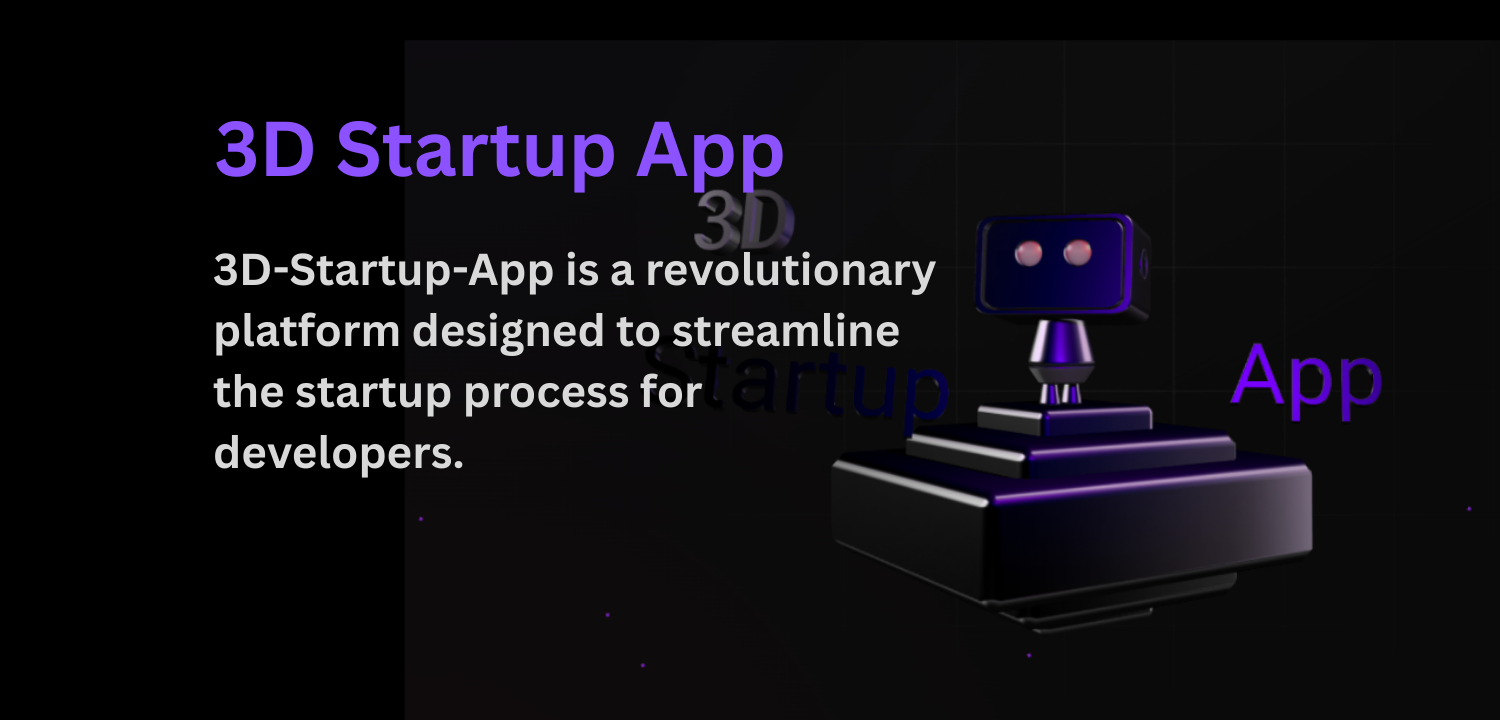 3D Startup App
3D
3D-Startup-App is a revolutionary
platform designed to streamline
the startup process for
developers.
Startup
App